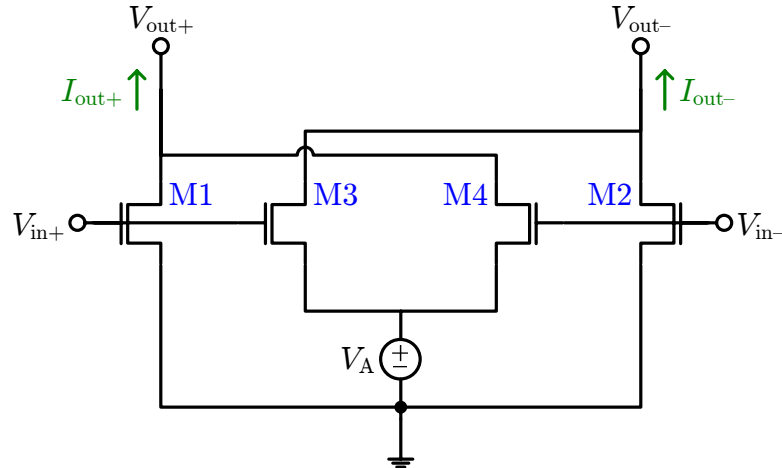 V_out+ V_out−
I_out+ I_out−
M1 M3 M4 M2
V_in+ V_in−
V_A + −